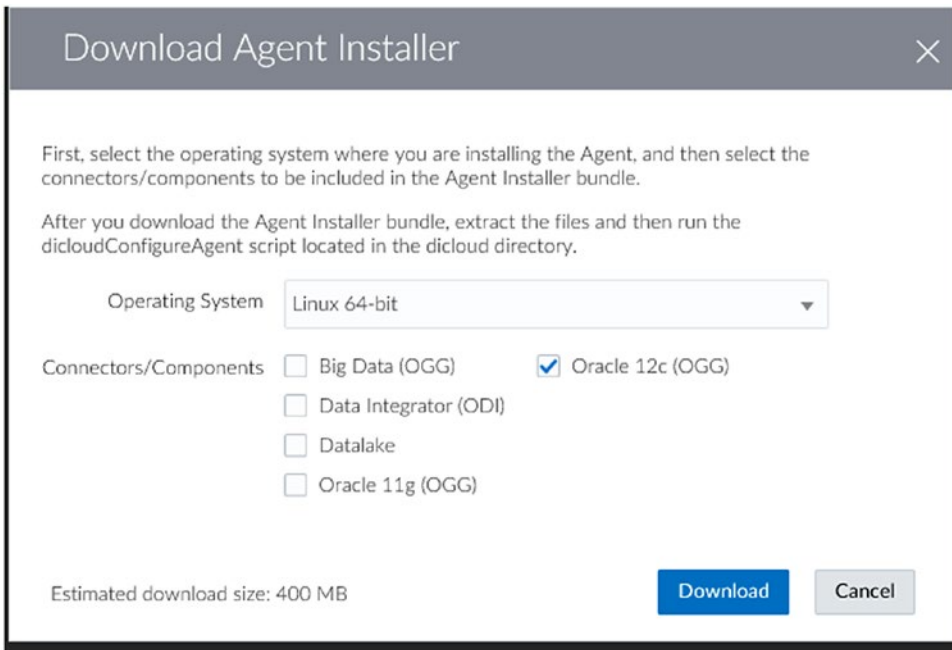 Download Agent Installer
First, select the operating system where you are installing the Agent, and then select the
connectors/components to be included in the Agent Installer bundle.
After you download the Agent Installer bundle, extract the files and then run the
dicloudConfigureAgent script located in the dicloud directory.
Operating System Linux 64-bit
Connectors/Components Big Data (OGG) Oracle 12c (OGG)
Data Integrator (ODI)
Datalake
Oracle 11g (OGG)
Estimated download size: 400 MB Download Cancel